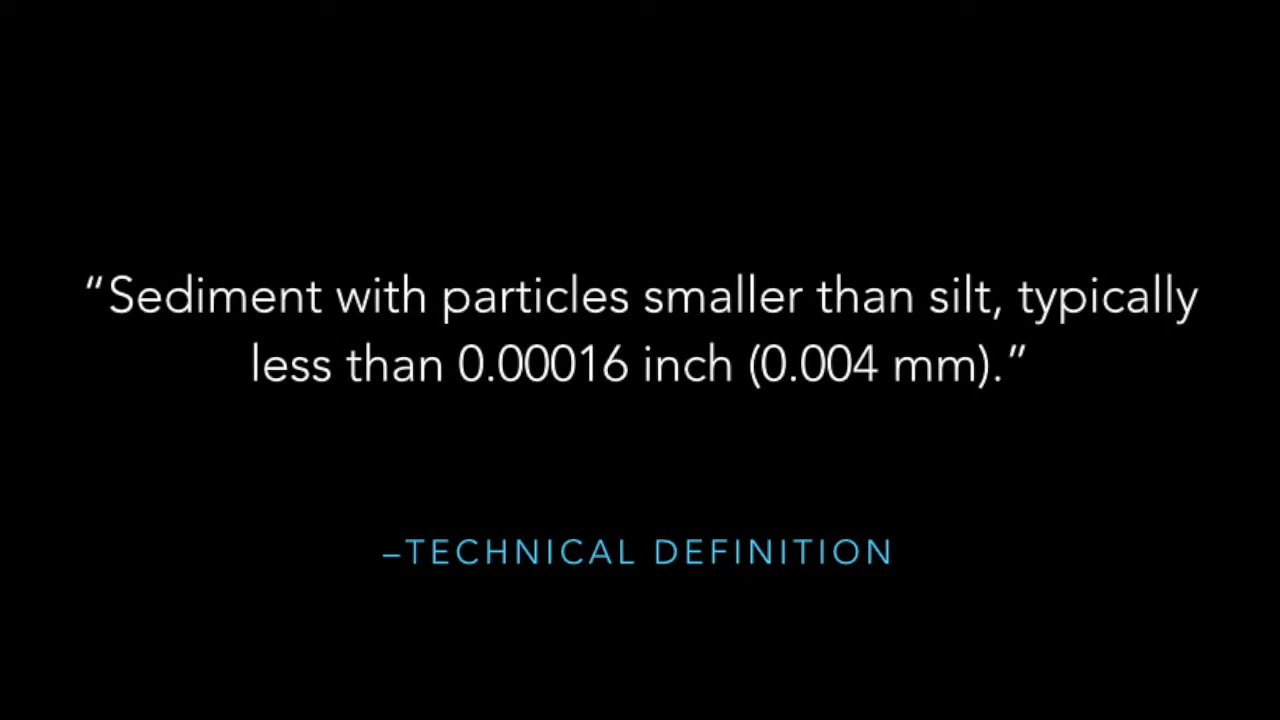 “Sediment with particles smaller than silt, typically
less than 0.00016 inch (0.004 mm).”
–TECHNICAL DEFINITION